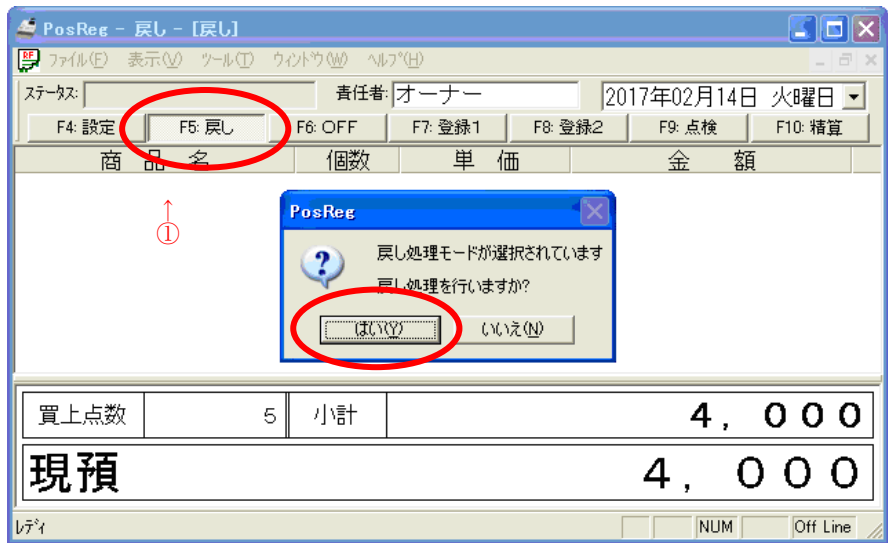 PosReg - 戻し - [戻し]
ファイル(F) 表示(V) ツール(T) ウィンドウ(W) ヘルプ(H)
ステータス: 責任者: オーナー 2017年02月14日 火曜日
F4: 設定 F5: 戻し F6: OFF F7: 登録1 F8: 登録2 F9: 点検 F10: 精算
商品名 個数 単価 金額
↑
①
PosReg
戻し処理モードが選択されています
戻し処理を行いますか?
はい(Y) いいえ(N)
買上点数 5 小計 4,000
現預 4,000
レディ NUM Off Line